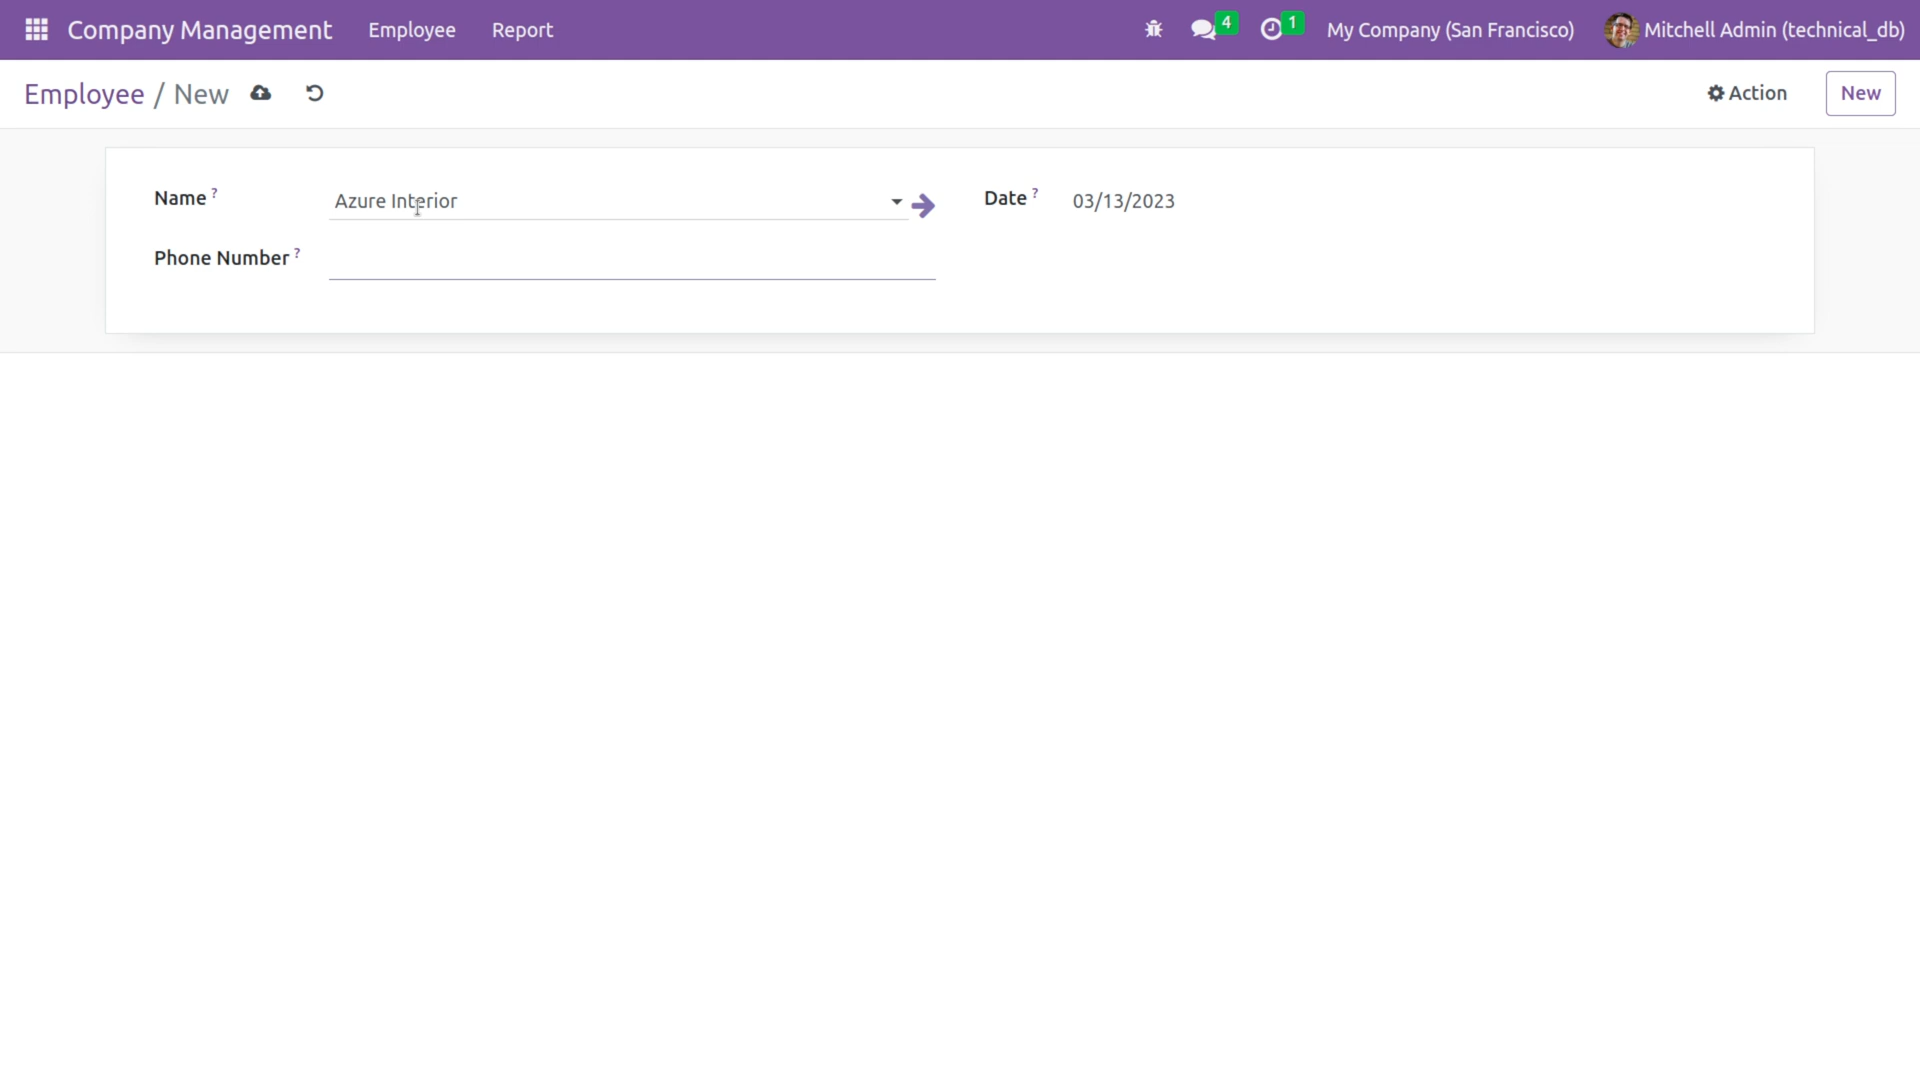 Company Management Employee Report 4 1 My Company (San Francisco) Mitchell Admin (technical_db)
Employee / New Action New
Name ? Azure Interior Date ? 03/13/2023
Phone Number ?